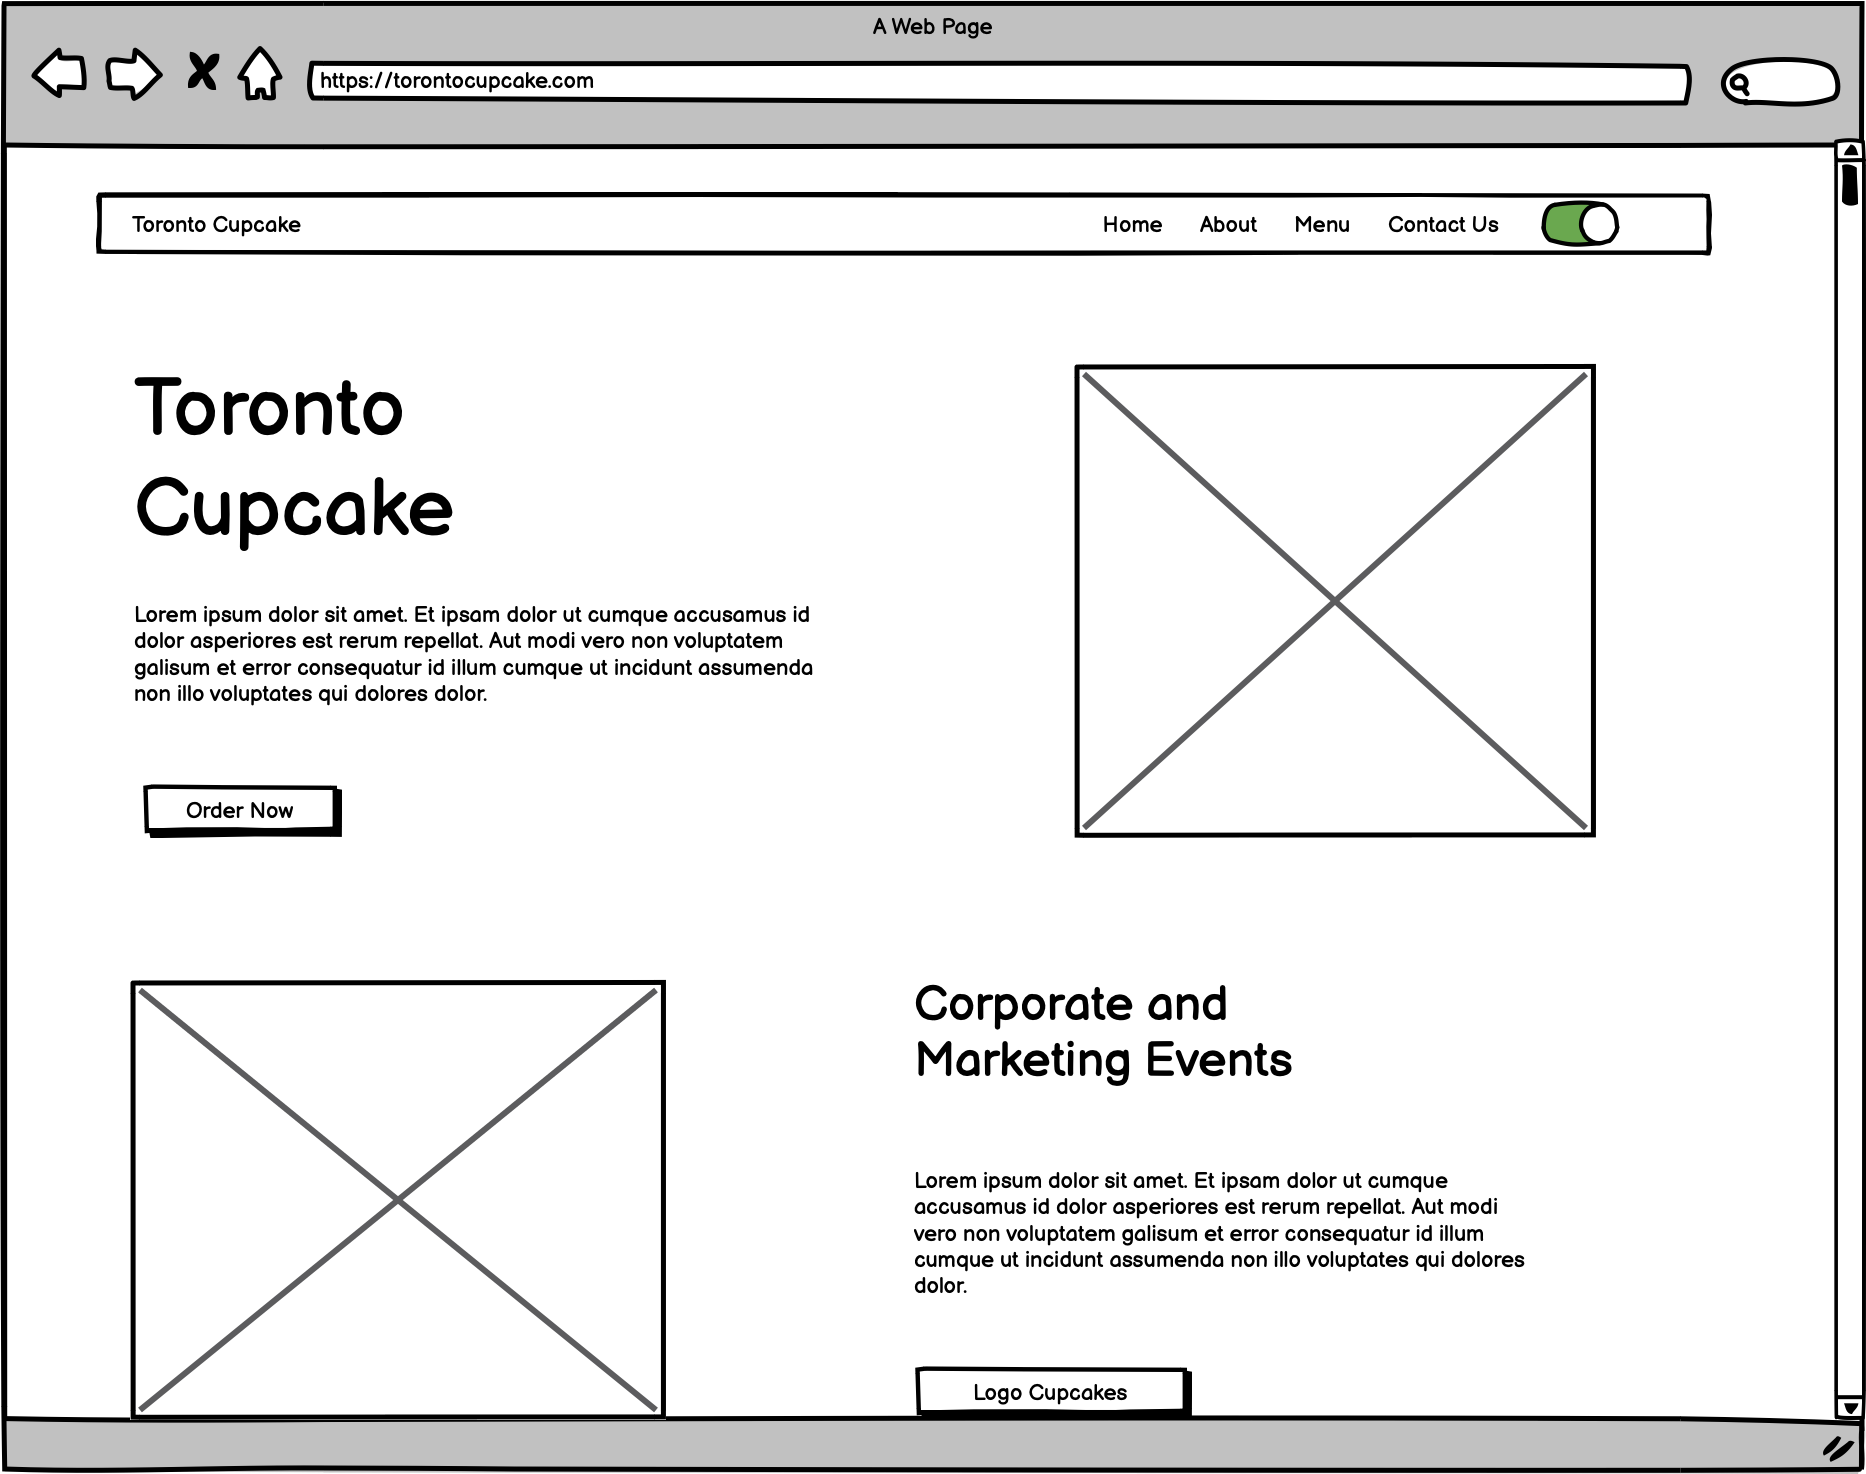 A Web Page
https://torontocupcake.com
Toronto Cupcake
Home
About
Menu
Contact Us
Toronto
Cupcake
Lorem ipsum dolor sit amet. Et ipsam dolor ut cumque accusamus id
dolor asperiores est rerum repellat. Aut modi vero non voluptatem
galisum et error consequatur id illum cumque ut incidunt assumenda
non illo voluptates qui dolores dolor.
Order Now
Corporate and
Marketing Events
Lorem ipsum dolor sit amet. Et ipsam dolor ut cumque
accusamus id dolor asperiores est rerum repellat. Aut modi
vero non voluptatem galisum et error consequatur id illum
cumque ut incidunt assumenda non illo voluptates qui dolores
dolor.
Logo Cupcakes